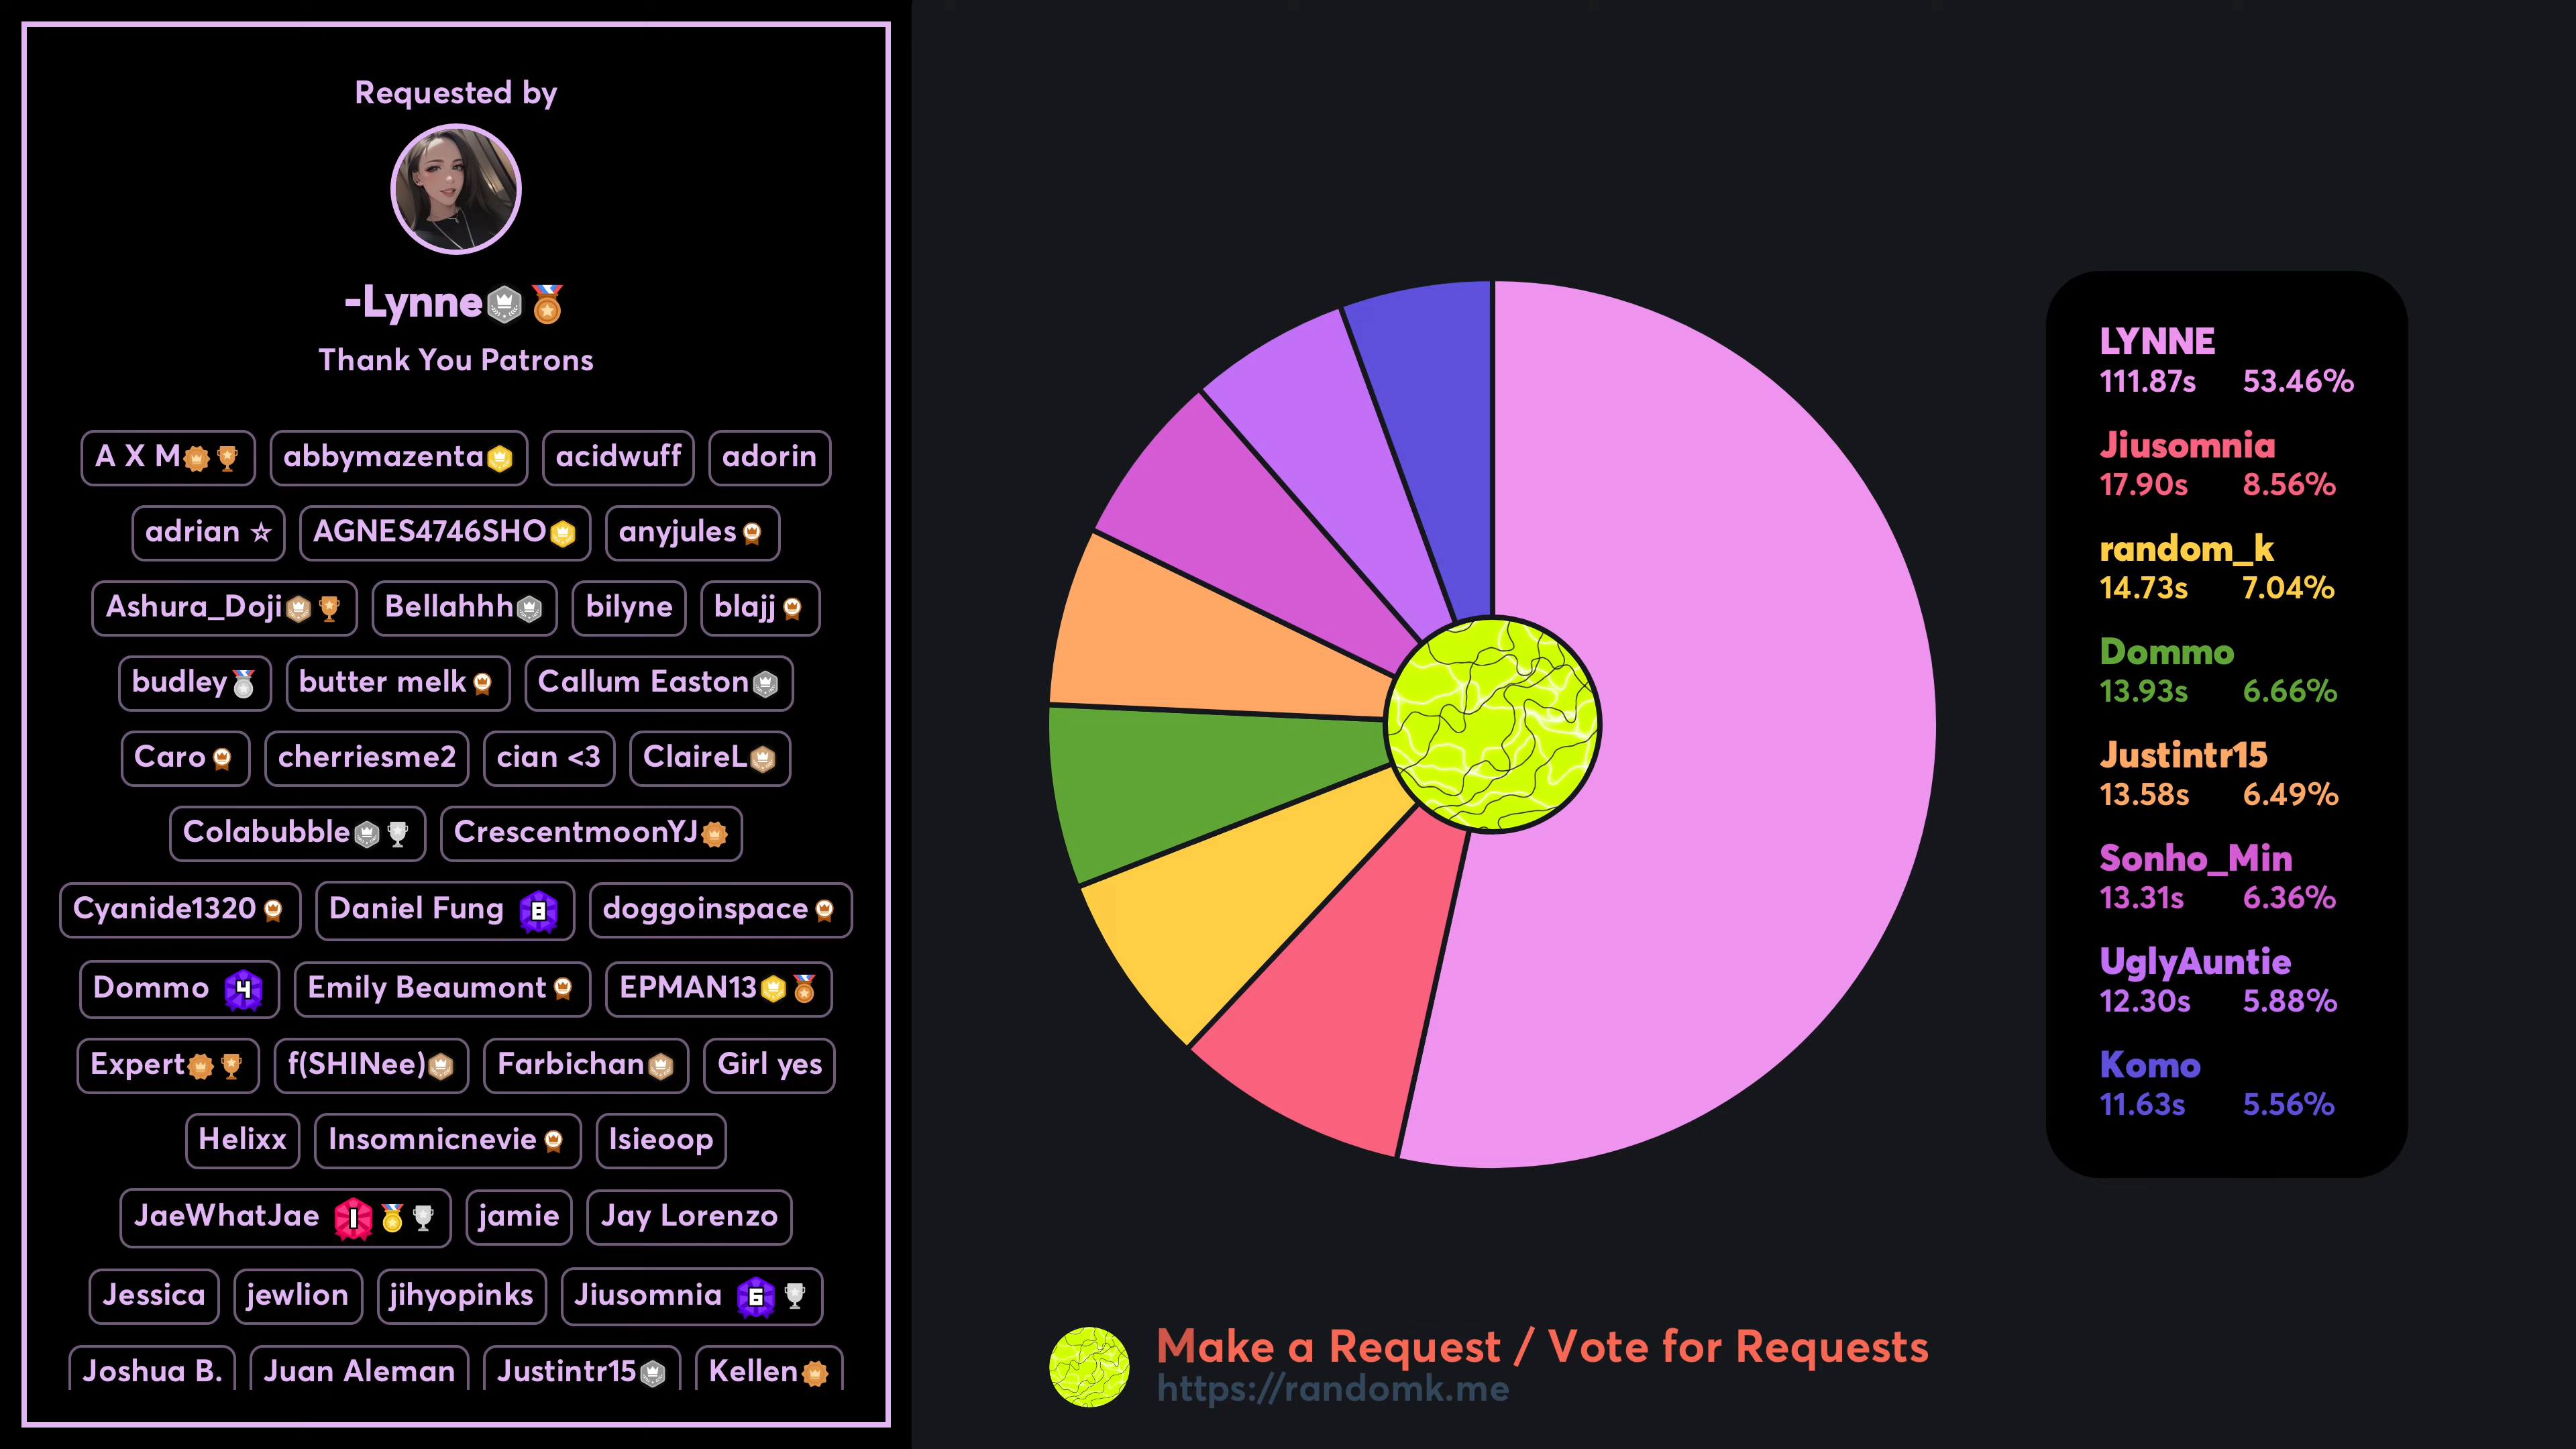 Requested by
-Lynne
Thank You Patrons
A X M abbymazenta acidwuff adorin
adrian ☆ AGNES4746SHO anyjules
Ashura_Doji Bellahhh bilyne blajj
budley butter melk Callum Easton
Caro cherriesme2 cian <3 ClaireL
Colabubble CrescentmoonYJ
Cyanide1320 Daniel Fung 8 doggoinspace
Dommo 4 Emily Beaumont EPMAN13
Expert f(SHINee) Farbichan Girl yes
Helixx Insomnicnevie Isieoop
JaeWhatJae 1 jamie Jay Lorenzo
Jessica jewlion jihyopinks Jiusomnia 6
Joshua B. Juan Aleman Justintr15 Kellen
LYNNE
111.87s 53.46%
Jiusomnia
17.90s 8.56%
random_k
14.73s 7.04%
Dommo
13.93s 6.66%
Justintr15
13.58s 6.49%
Sonho_Min
13.31s 6.36%
UglyAuntie
12.30s 5.88%
Komo
11.63s 5.56%
Make a Request / Vote for Requests
https://randomk.me